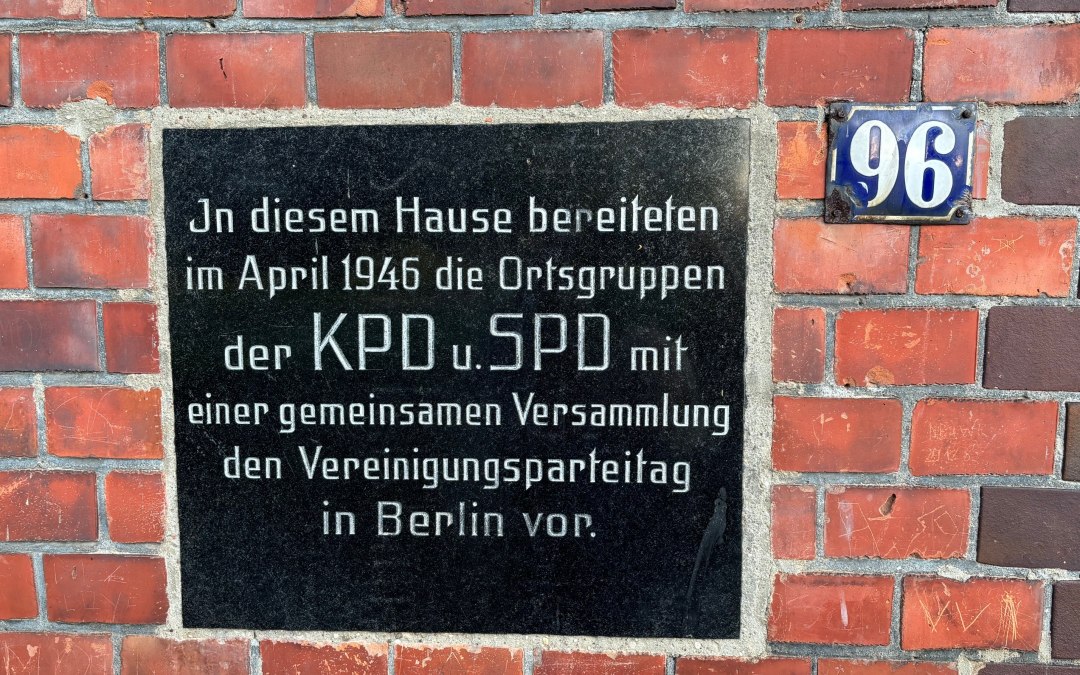 In diesem Hause bereiteten
im April 1946 die Ortsgruppen
der KPD u. SPD mit
einer gemeinsamen Versammlung
den Vereinigungsparteitag
in Berlin vor.
96